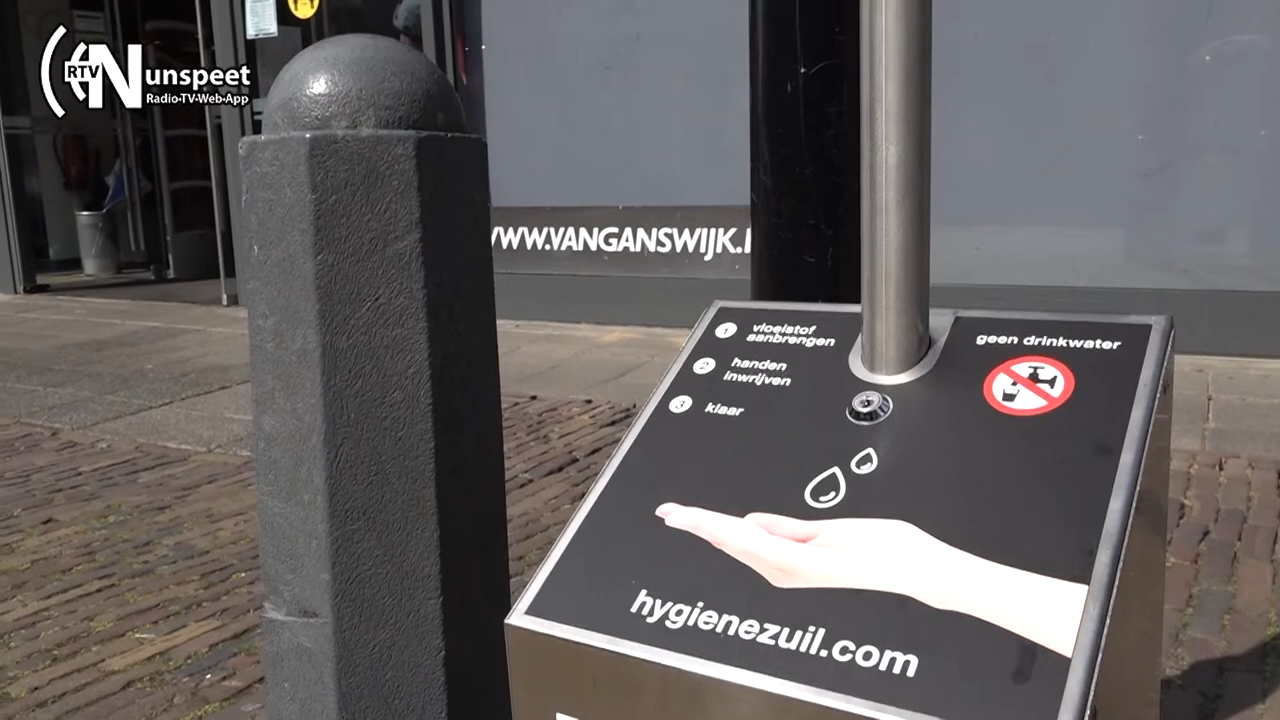 RTV Nunspeet
Radio-TV-Web-App
WWW.VANGANSWIJK.
1 vloeistof
aanbrengen
2 handen
inwrijven
3 klaar
geen drinkwater
hygienezuil.com